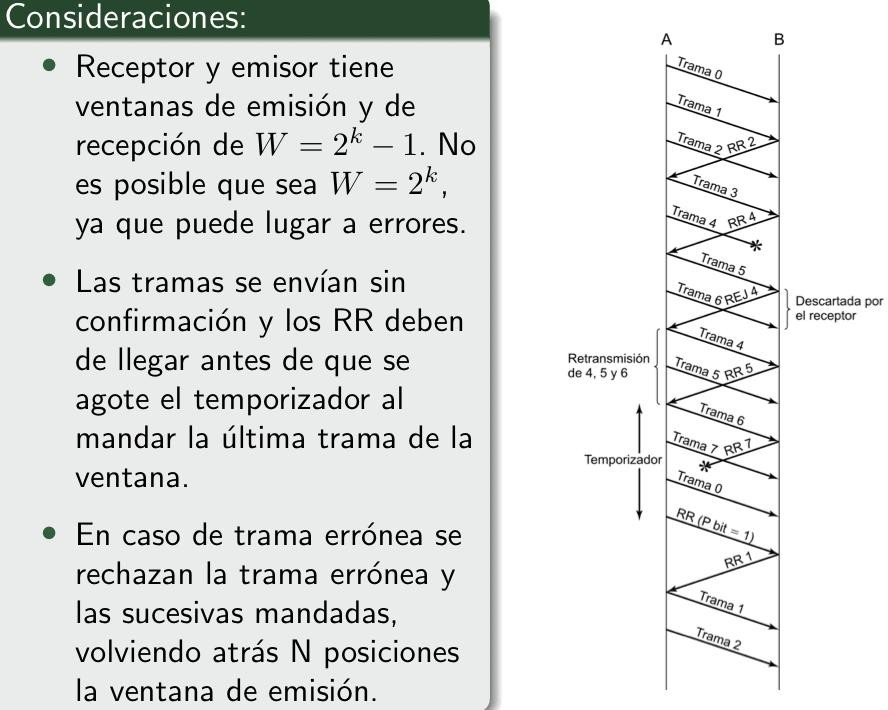 Consideraciones:
• Receptor y emisor tiene
ventanas de emisión y de
recepción de W = 2^k − 1. No
es posible que sea W = 2^k,
ya que puede lugar a errores.
• Las tramas se envían sin
confirmación y los RR deben
de llegar antes de que se
agote el temporizador al
mandar la última trama de la
ventana.
• En caso de trama errónea se
rechazan la trama errónea y
las sucesivas mandadas,
volviendo atrás N posiciones
la ventana de emisión.
A B
Trama 0
Trama 1
Trama 2 RR 2
Trama 3
Trama 4 RR 4
*
Trama 5
Trama 6 REJ 4
Descartada por
el receptor
Trama 4
Retransmisión
de 4, 5 y 6
Trama 5 RR 5
Trama 6
Trama 7 RR 7
Temporizador
*
Trama 0
RR (P bit = 1)
RR 1
Trama 1
Trama 2